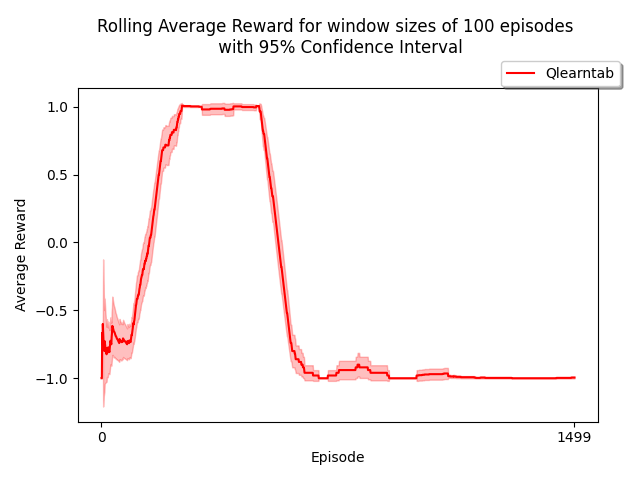 Rolling Average Reward for window sizes of 100 episodes
with 95% Confidence Interval
Qlearntab
1.0
0.5
0.0
−0.5
−1.0
Average Reward
0
1499
Episode